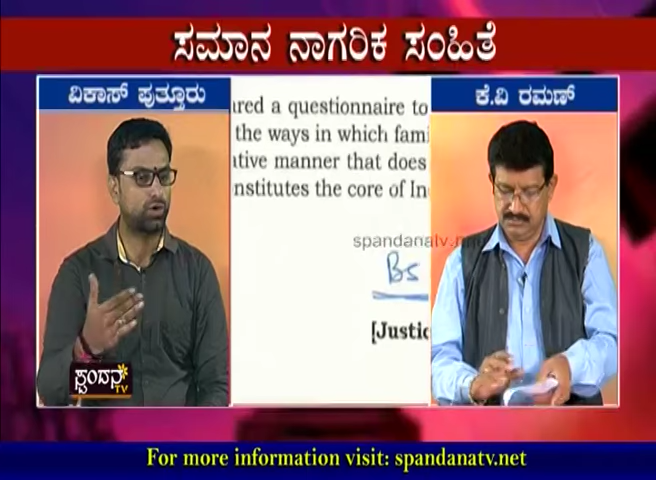 ಸಮಾನ ನಾಗರಿಕ ಸಂಹಿತೆ
ವಿಕಾಸ್ ಪುತ್ತೂರು
ಕೆ.ವಿ ರಮಣ್
ared a questionnaire to
the ways in which fami
ative manner that does
nstitutes the core of In
spandanatv.n
[Justic
ಸ್ಪಂದನ್
TV
For more information visit: spandanatv.net